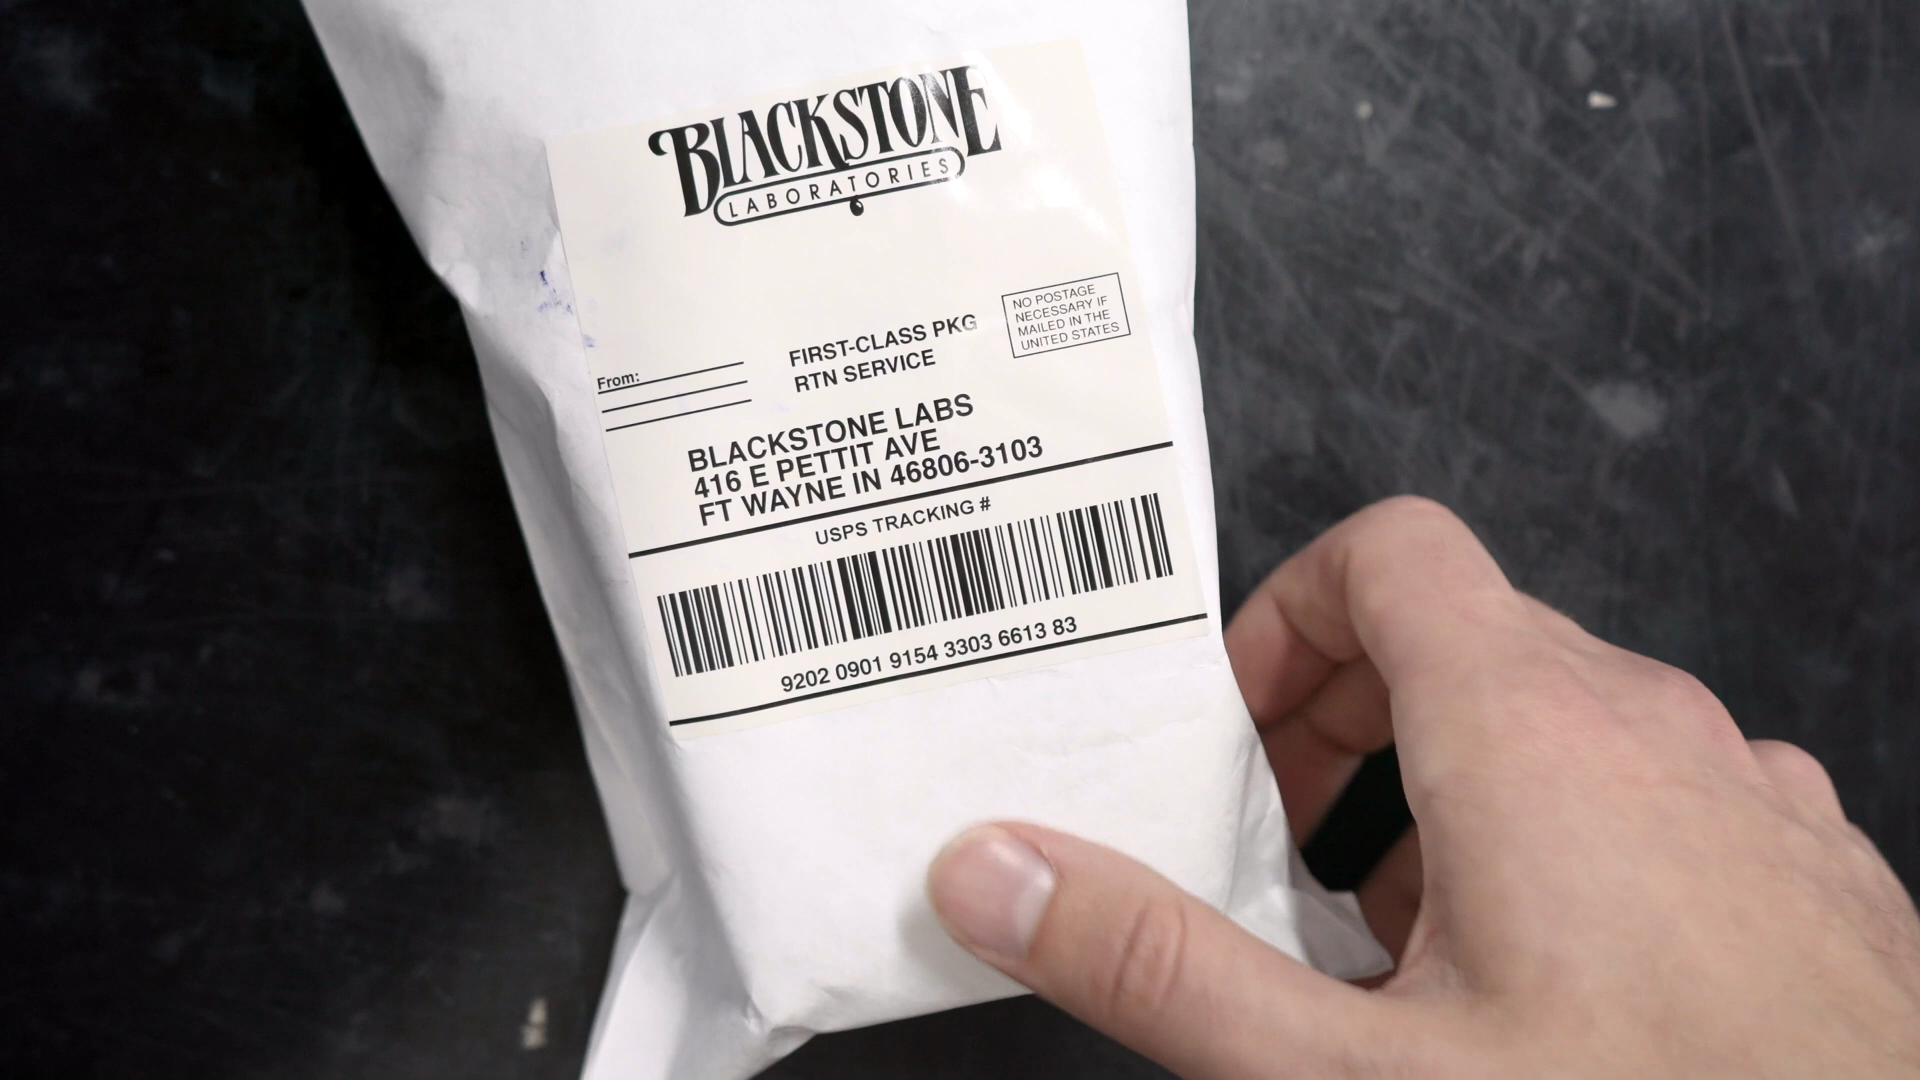 BLACKSTONE
LABORATORIES
NO POSTAGE
NECESSARY IF
MAILED IN THE
UNITED STATES
FIRST-CLASS PKG
RTN SERVICE
From:
BLACKSTONE LABS
416 E PETTIT AVE
FT WAYNE IN 46806-3103
USPS TRACKING #
9202 0901 9154 3303 6613 83